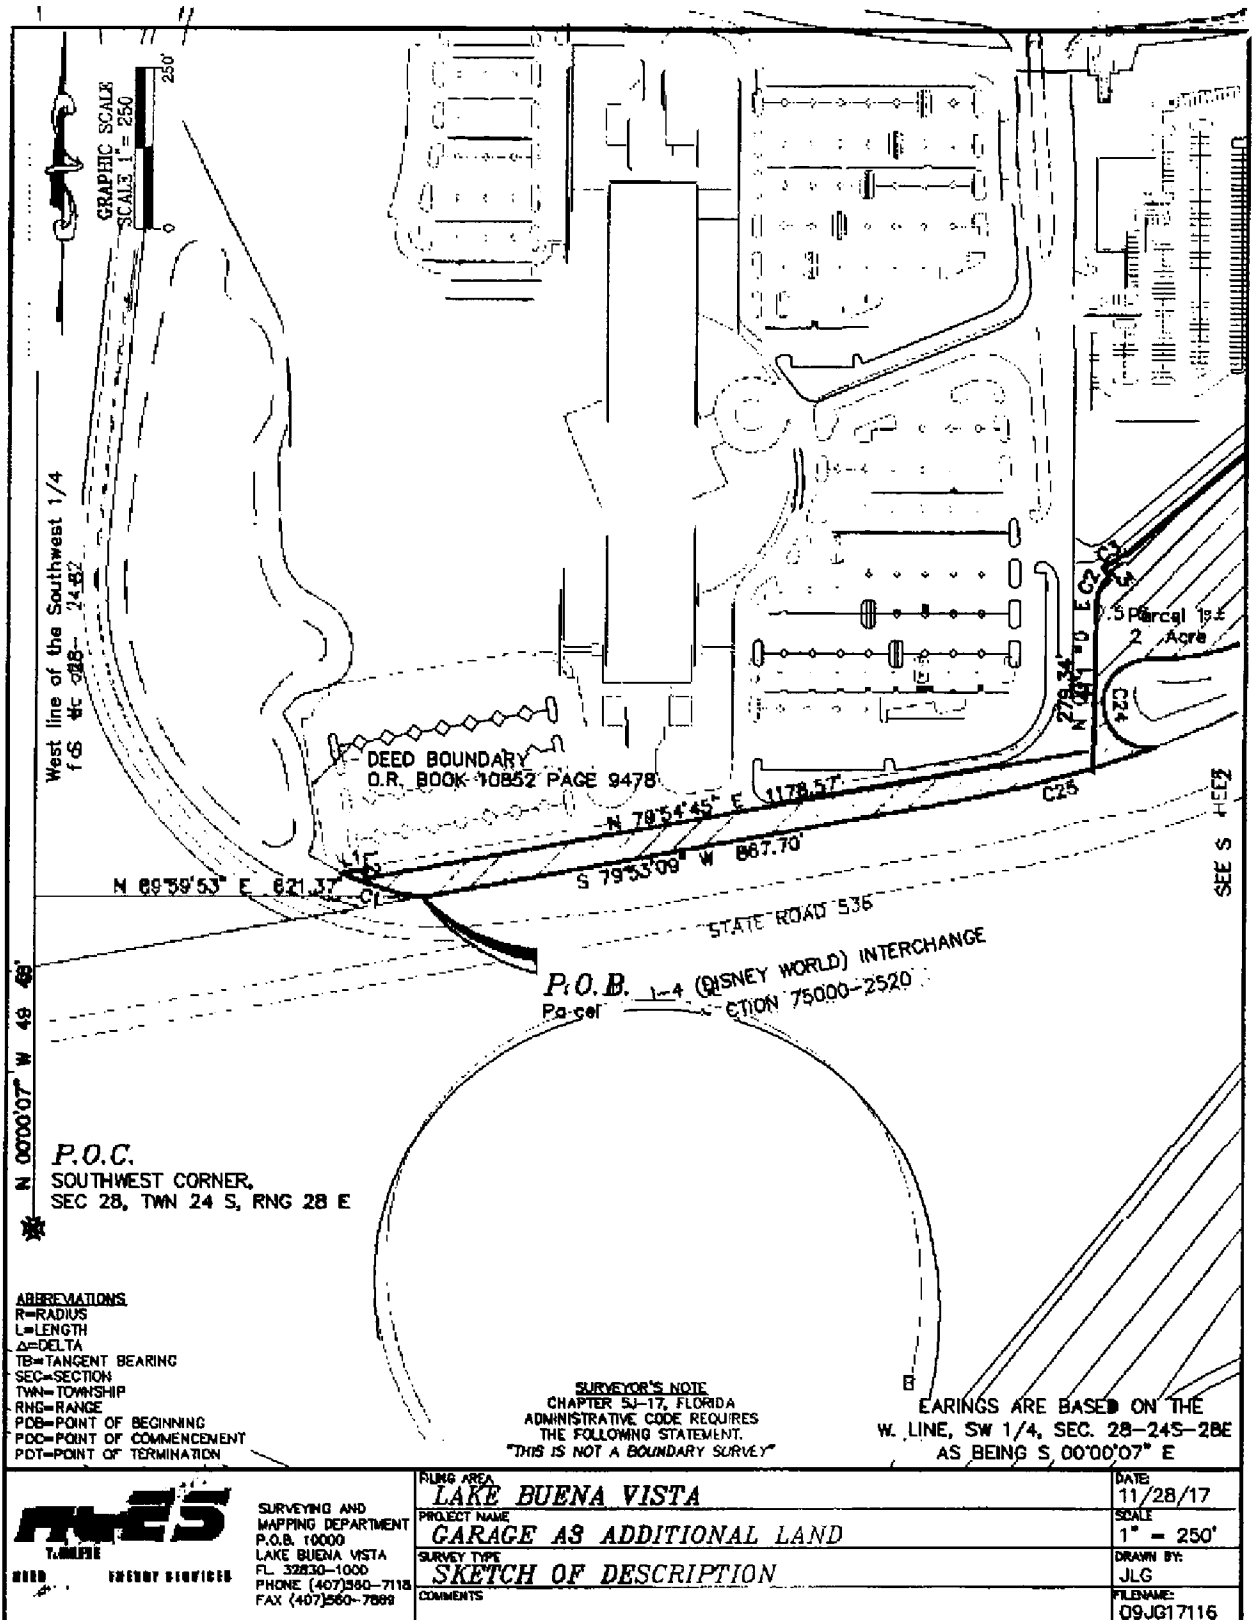 GRAPHIC SCALE
SCALE 1" = 250
0
250'
West line of the Southwest 1/4
DEED BOUNDARY
O.R. BOOK 10852 PAGE 9478
N 79°54'45" E 1178.57'
S 79°53'09" W 887.70'
N 89°59'53" E 621.37'
L1
C1
C2
C3
C24
C25
279.34'
Parcel
Acre
SEE
STATE ROAD 536
P.O.B.
I-4 (DISNEY WORLD) INTERCHANGE
75000-2520
N 00°00'07" W
P.O.C.
SOUTHWEST CORNER,
SEC 28, TWN 24 S, RNG 28 E
ABBREVIATIONS
R=RADIUS
L=LENGTH
Δ=DELTA
TB=TANGENT BEARING
SEC=SECTION
TWN=TOWNSHIP
RNG=RANGE
POB=POINT OF BEGINNING
POC=POINT OF COMMENCEMENT
POT=POINT OF TERMINATION
SURVEYOR'S NOTE
CHAPTER 5J-17, FLORIDA
ADMINISTRATIVE CODE REQUIRES
THE FOLLOWING STATEMENT.
"THIS IS NOT A BOUNDARY SURVEY"
EARINGS ARE BASED ON THE
W. LINE, SW 1/4, SEC. 28-24S-28E
AS BEING S 00°00'07" E
ENERGY SERVICES
SURVEYING AND
MAPPING DEPARTMENT
P.O.B. 10000
LAKE BUENA VISTA
FL 32830-1000
PHONE (407)560-7118
FAX (407)560-7889
FILING AREA
LAKE BUENA VISTA
PROJECT NAME
GARAGE AS ADDITIONAL LAND
SURVEY TYPE
SKETCH OF DESCRIPTION
COMMENTS
DATE:
11/28/17
SCALE
1" = 250'
DRAWN BY:
JLG
FILENAME:
09JG17116